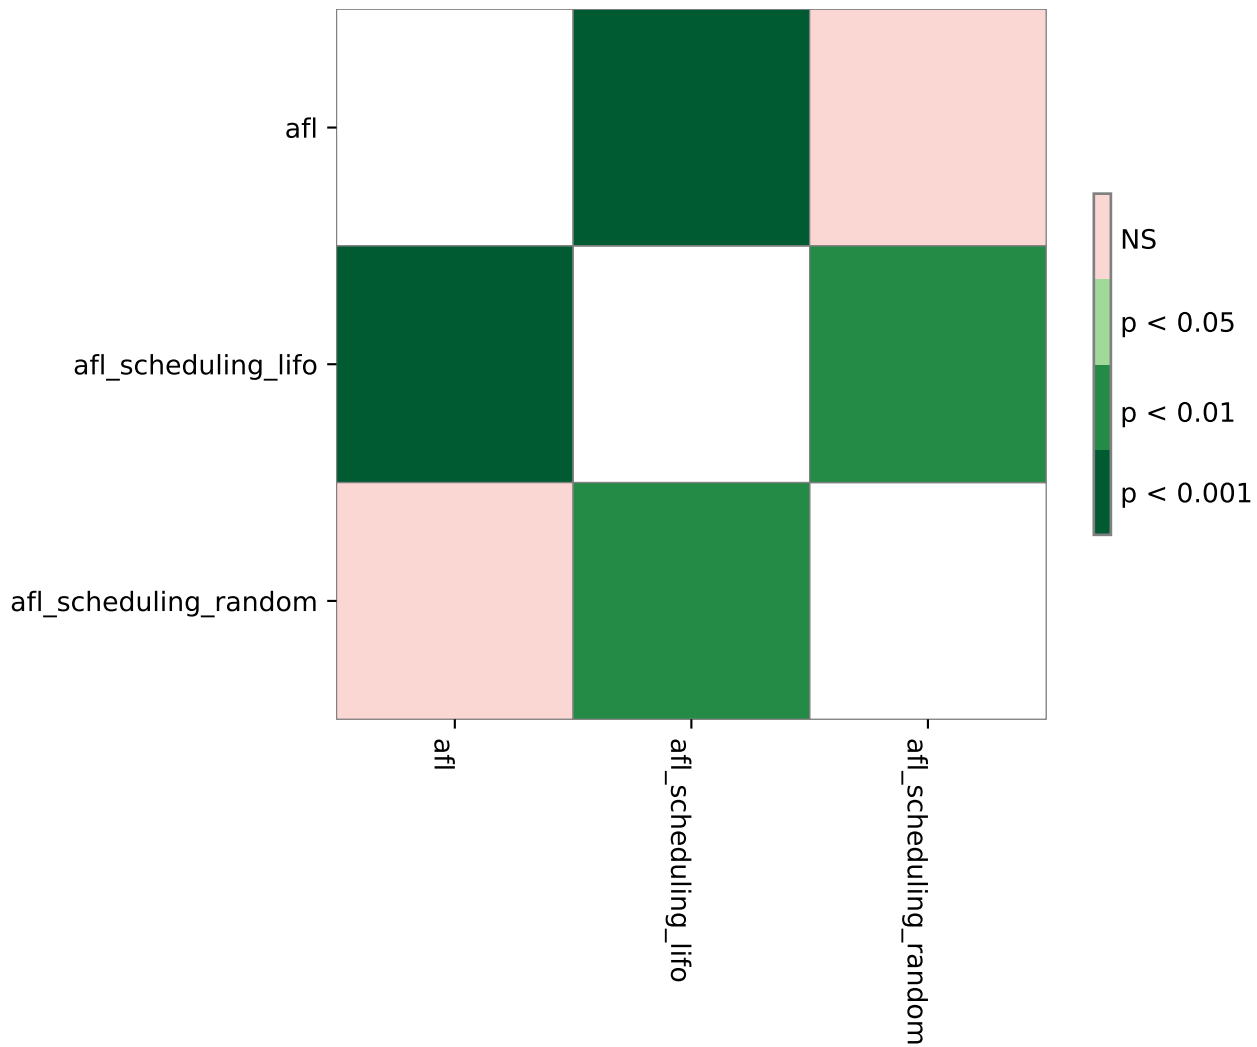 afl
afl_scheduling_lifo
afl_scheduling_random
afl
afl_scheduling_lifo
afl_scheduling_random
NS
p < 0.05
p < 0.01
p < 0.001